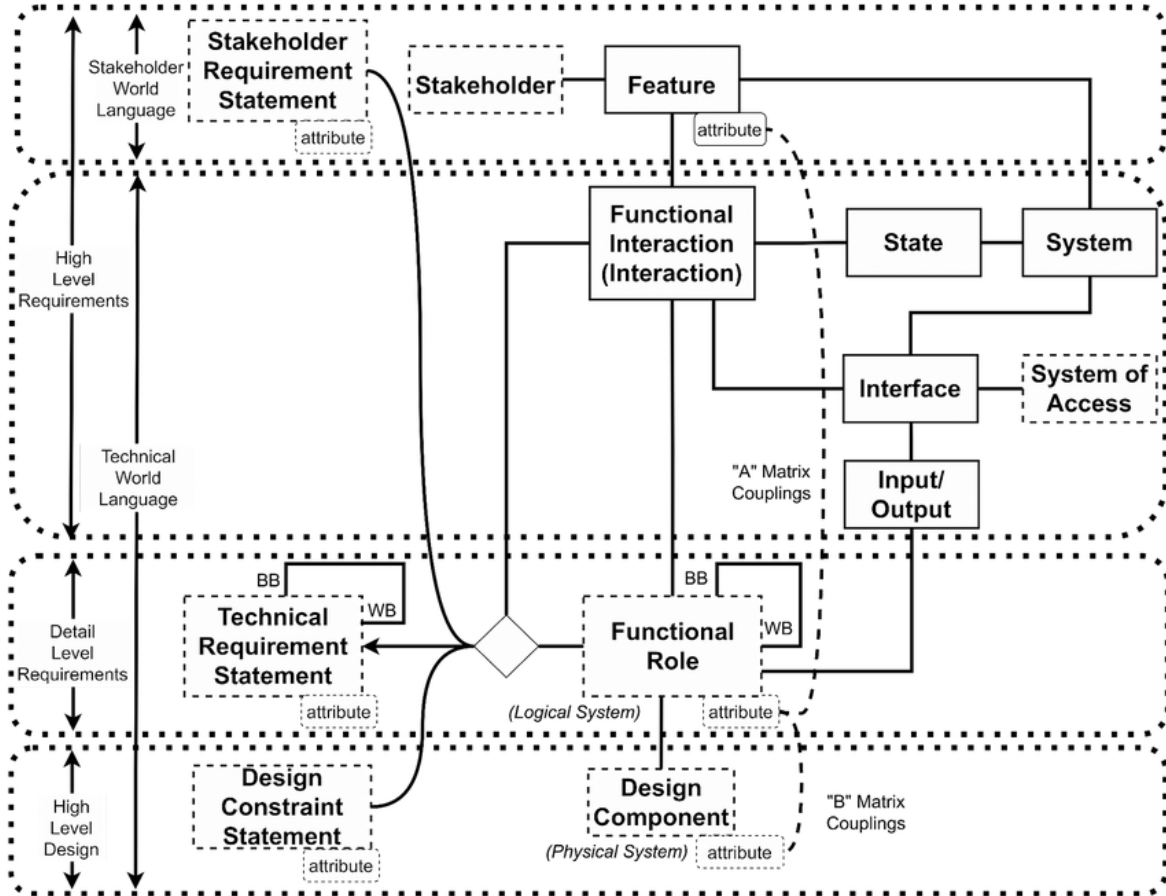 Stakeholder
Requirement
Statement
attribute
Stakeholder
World
Language
Stakeholder
Feature
attribute
High
Level
Requirements
Functional
Interaction
(Interaction)
State
System
Interface
System of
Access
Technical
World
Language
"A" Matrix
Couplings
Input/
Output
Detail
Level
Requirements
BB
WB
Technical
Requirement
Statement
attribute
BB
WB
Functional
Role
(Logical System)
attribute
High
Level
Design
Design
Constraint
Statement
attribute
Design
Component
(Physical System)
attribute
"B" Matrix
Couplings